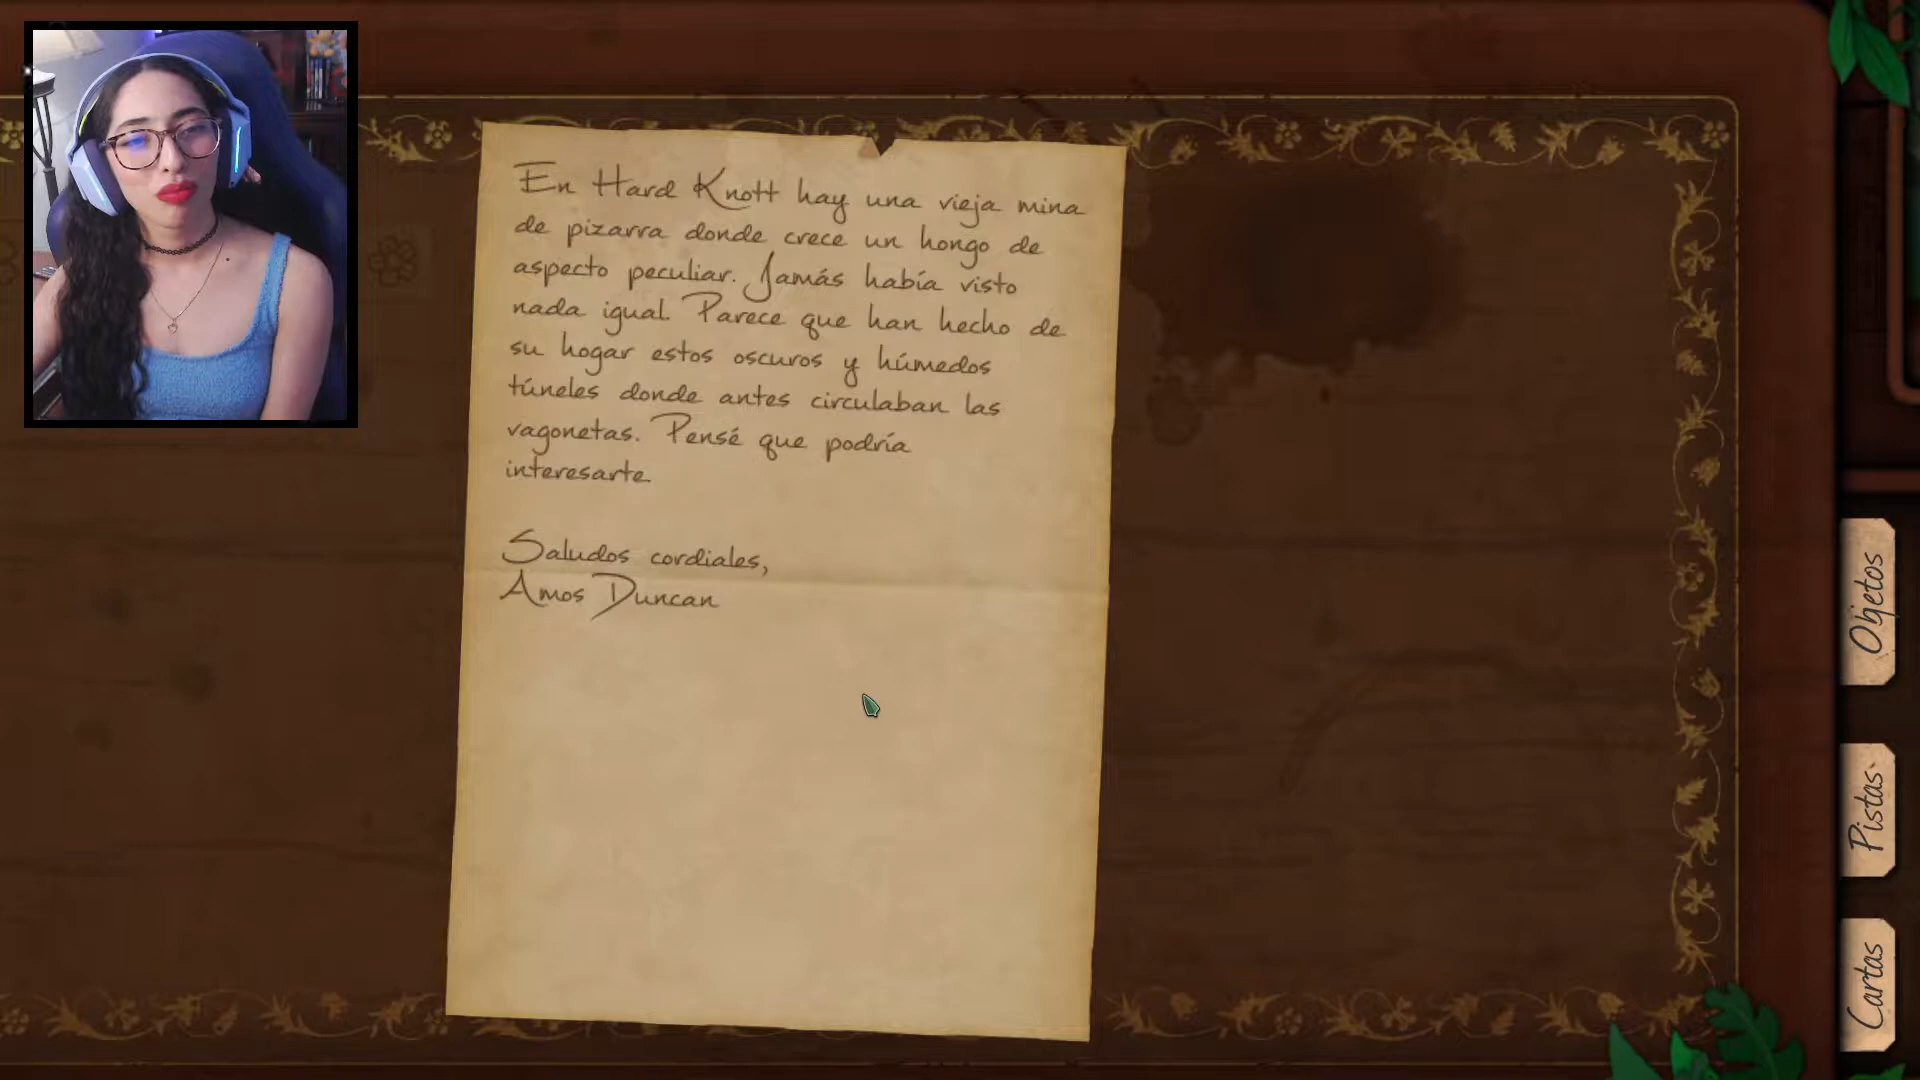 En Hard Knott hay una vieja mina
de pizarra donde crece un hongo de
aspecto peculiar. Jamás había visto
nada igual. Parece que han hecho de
su hogar estos oscuros y húmedos
túneles donde antes circulaban las
vagonetas. Pensé que podría
interesarte.
Saludos cordiales,
Amos Duncan
Objetos
Pistas
Cartas